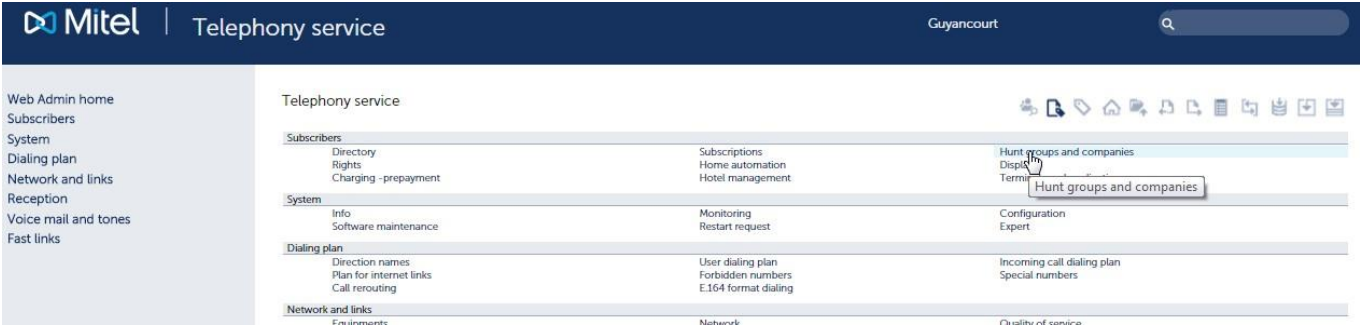 Mitel | Telephony service
Guyancourt
Web Admin home
Subscribers
System
Dialing plan
Network and links
Reception
Voice mail and tones
Fast links
Telephony service
Subscribers
Directory Subscriptions Hunt groups and companies
Rights Home automation
Charging -prepayment Hotel management
Hunt groups and companies
System
Info Monitoring Configuration
Software maintenance Restart request Expert
Dialing plan
Direction names User dialing plan Incoming call dialing plan
Plan for internet links Forbidden numbers Special numbers
Call rerouting E.164 format dialing
Network and links
Equipments Network Quality of service